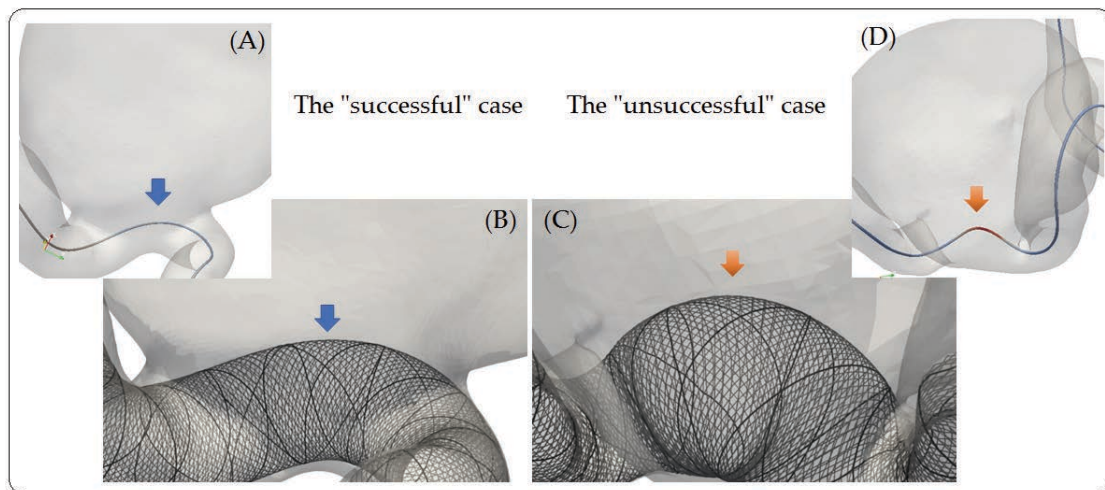 (A)
The "successful" case
The "unsuccessful" case
(D)
(B)
(C)